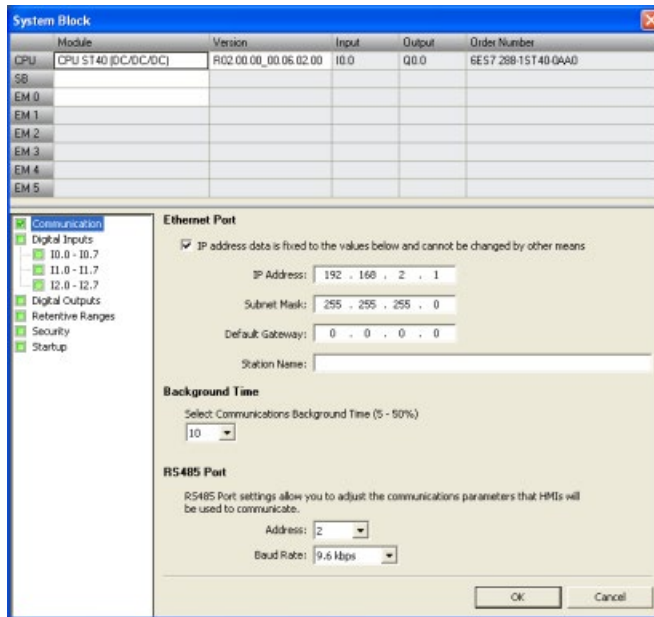 System Block
Module Version Input Output Order Number
CPU CPU ST40 (DC/DC/DC) R02.00.00_00.06.02.00 I0.0 Q0.0 6ES7 288-1ST40-0AA0
SB
EM 0
EM 1
EM 2
EM 3
EM 4
EM 5
Communication
Digital Inputs
I0.0 - I0.7
I1.0 - I1.7
I2.0 - I2.7
Digital Outputs
Retentive Ranges
Security
Startup
Ethernet Port
IP address data is fixed to the values below and cannot be changed by other means
IP Address: 192 . 168 . 2 . 1
Subnet Mask: 255 . 255 . 255 . 0
Default Gateway: 0 . 0 . 0 . 0
Station Name:
Background Time
Select Communications Background Time (5 - 50%)
10
RS485 Port
RS485 Port settings allow you to adjust the communications parameters that HMIs will
be used to communicate.
Address: 2
Baud Rate: 9.6 kbps
OK Cancel